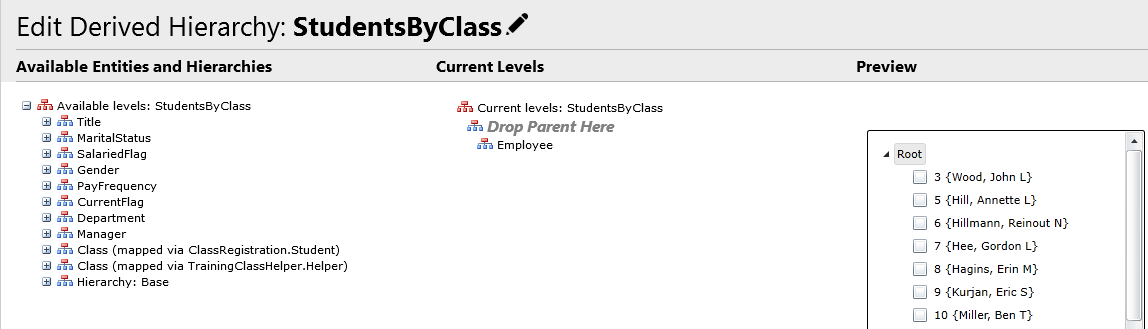 Edit Derived Hierarchy: StudentsByClass
Available Entities and Hierarchies
Current Levels
Preview
Available levels: StudentsByClass
Title
MaritalStatus
SalariedFlag
Gender
PayFrequency
CurrentFlag
Department
Manager
Class (mapped via ClassRegistration.Student)
Class (mapped via TrainingClassHelper.Helper)
Hierarchy: Base
Current levels: StudentsByClass
Drop Parent Here
Employee
Root
3 {Wood, John L}
5 {Hill, Annette L}
6 {Hillmann, Reinout N}
7 {Hee, Gordon L}
8 {Hagins, Erin M}
9 {Kurjan, Eric S}
10 {Miller, Ben T}